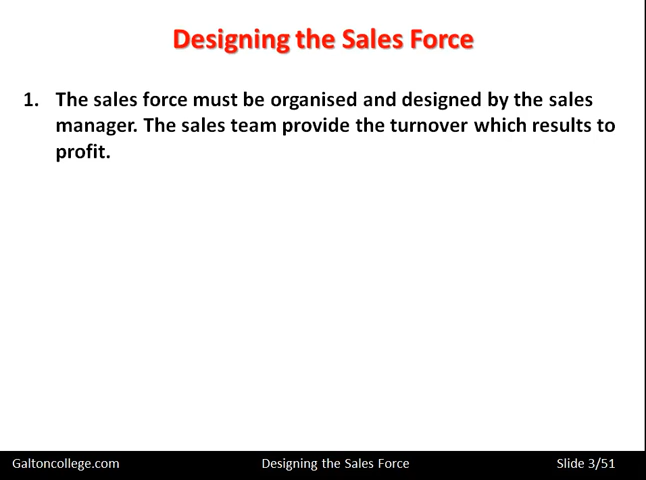 Designing the Sales Force
1. The sales force must be organised and designed by the sales
manager. The sales team provide the turnover which results to
profit.
Galtoncollege.com Designing the Sales Force Slide 3/51